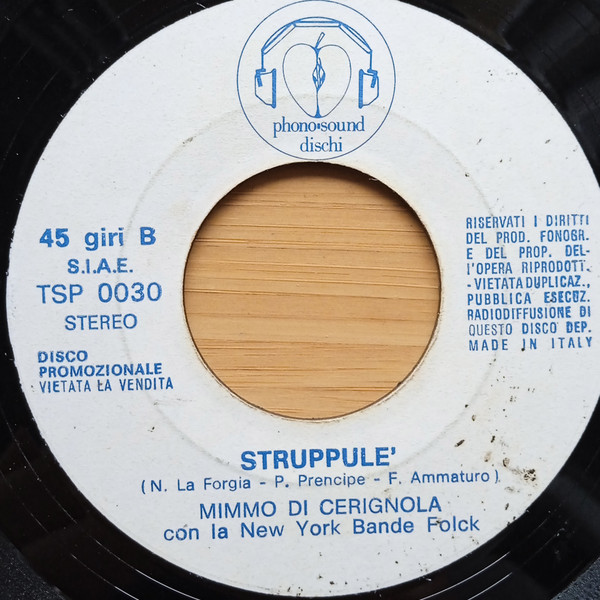 phono•sound
dischi
45 giri B
S.I.A.E.
TSP 0030
STEREO
DISCO
PROMOZIONALE
VIETATA LA VENDITA
RISERVATI I DIRITTI
DEL PROD. FONOGR.
E DEL PROP. DEL-
L'OPERA RIPRODOTT.
-VIETATA DUPLICAZ.,
PUBBLICA ESECUZ.
RADIODIFFUSIONE DI
QUESTO DISCO DEP.
MADE IN ITALY
STRUPPULE'
(N. La Forgia - P. Prencipe - F. Ammaturo)
MIMMO DI CERIGNOLA
con la New York Bande Folck